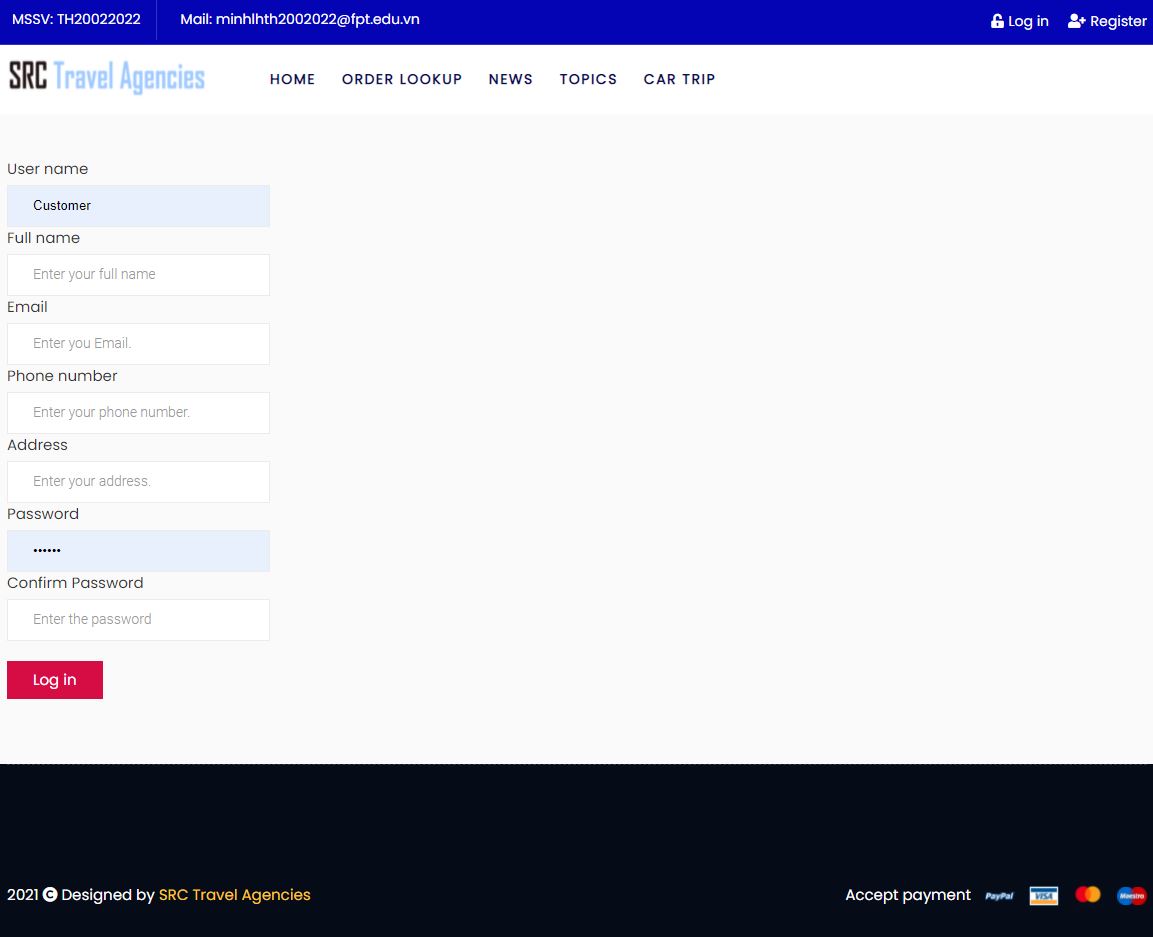 MSSV: TH20022022 Mail: minhlhth2002022@fpt.edu.vn Log in Register
SRC Travel Agencies HOME ORDER LOOKUP NEWS TOPICS CAR TRIP
User name
Customer
Full name
Enter your full name
Email
Enter you Email.
Phone number
Enter your phone number.
Address
Enter your address.
Password
••••••
Confirm Password
Enter the password
Log in
2021 © Designed by SRC Travel Agencies Accept payment PayPal VISA Maestro